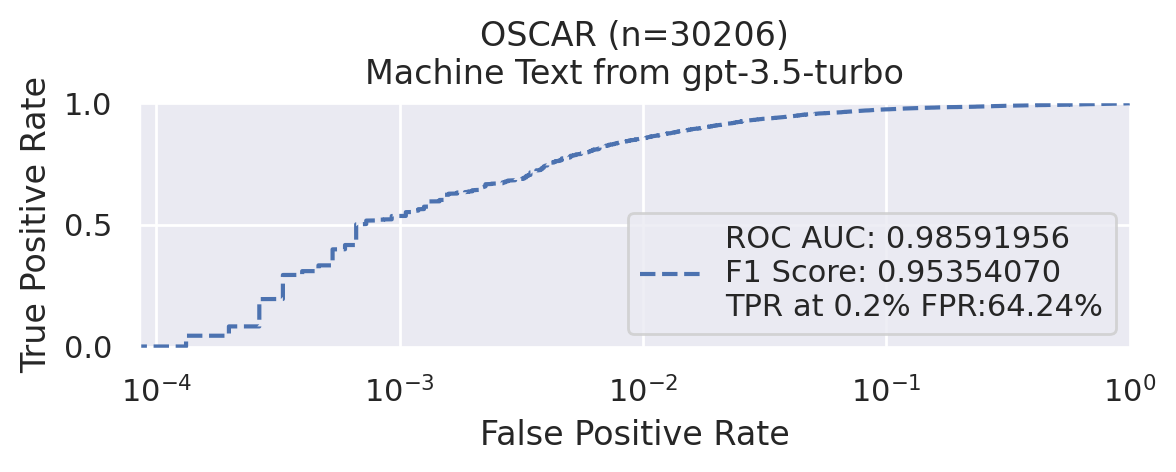 OSCAR (n=30206)
Machine Text from gpt-3.5-turbo
True Positive Rate
1.0
0.5
0.0
ROC AUC: 0.98591956
F1 Score: 0.95354070
TPR at 0.2% FPR:64.24%
10⁻⁴ 10⁻³ 10⁻² 10⁻¹ 10⁰
False Positive Rate